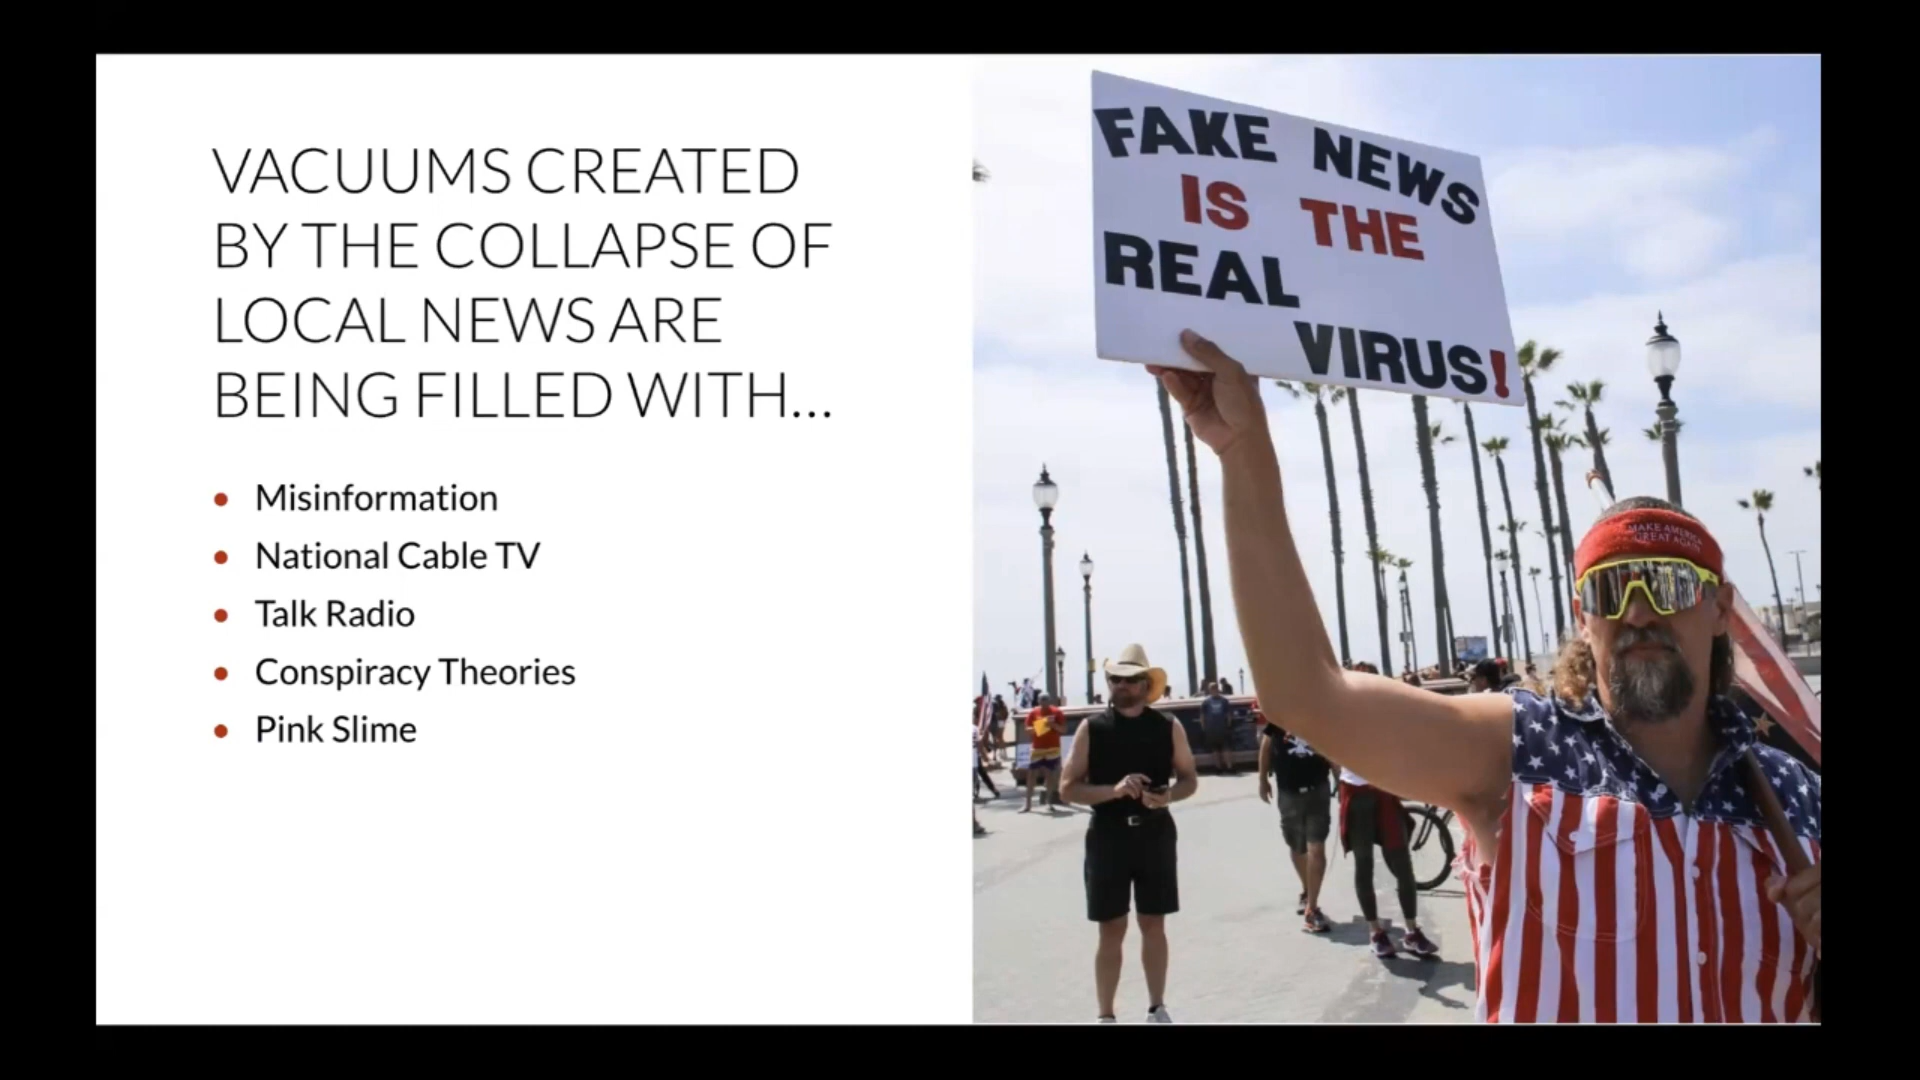 VACUUMS CREATED
BY THE COLLAPSE OF
LOCAL NEWS ARE
BEING FILLED WITH...
• Misinformation
• National Cable TV
• Talk Radio
• Conspiracy Theories
• Pink Slime
FAKE NEWS
IS THE
REAL
VIRUS!
MAKE AMERICA
GREAT AGAIN